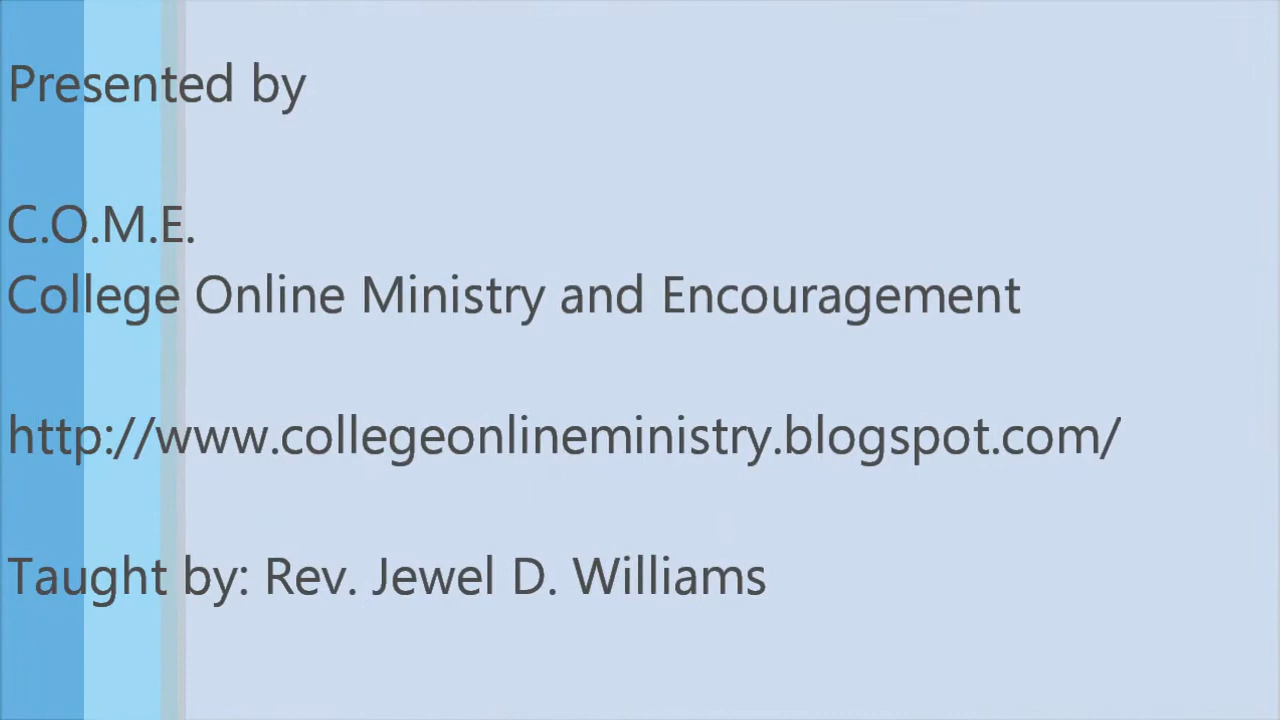 Presented by
C.O.M.E.
College Online Ministry and Encouragement
http://www.collegeonlineministry.blogspot.com/
Taught by: Rev. Jewel D. Williams